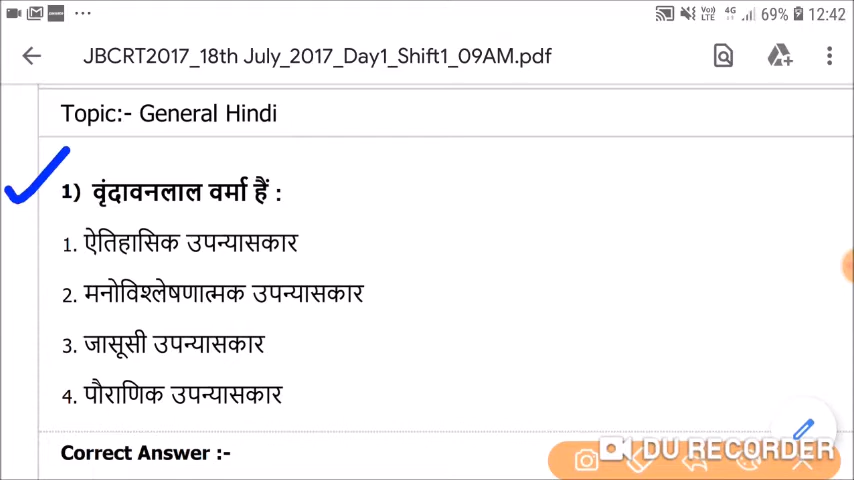 69% 12:42
JBCRT2017_18th July_2017_Day1_Shift1_09AM.pdf
Topic:- General Hindi
1) वृंदावनलाल वर्मा हैं :
1. ऐतिहासिक उपन्यासकार
2. मनोविश्लेषणात्मक उपन्यासकार
3. जासूसी उपन्यासकार
4. पौराणिक उपन्यासकार
Correct Answer :-
DU RECORDER